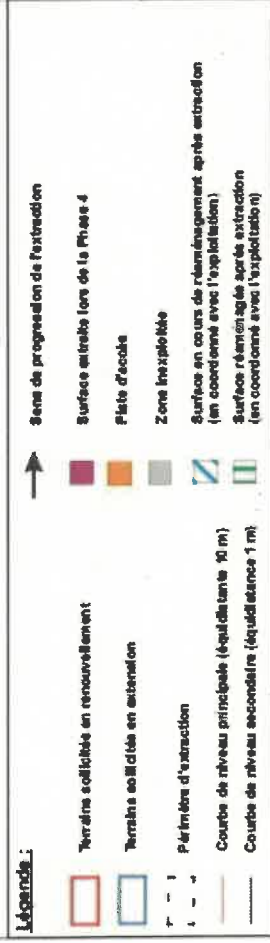 Légende :
Terrains sollicités en renouvellement
Terrains sollicités en extension
Périmètre d'extraction
Courbe de niveau principale (équidistante 10 m)
Courbe de niveau secondaire (équidistance 1 m)
Sens de progression de l'extraction
Surface extraite lors de la Phase 4
Piste d'accès
Zone inexploitée
Surface en cours de réaménagement après extraction
(en coordonné avec l'exploitation)
Surface réaménagée après extraction
(en coordonné avec l'exploitation)